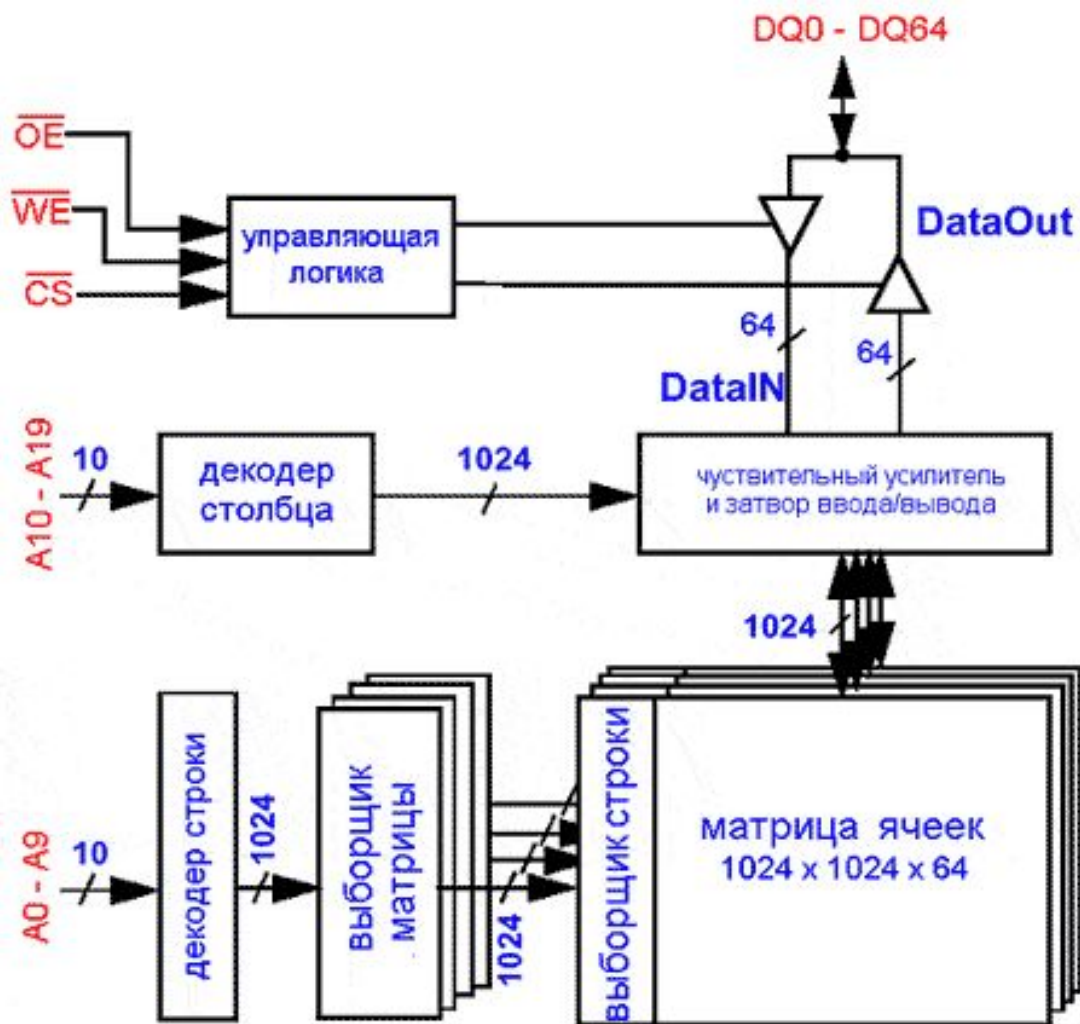 DQ0 - DQ64
OE
WE
CS
управляющая
логика
DataOut
64
64
DataIN
A10 - A19
10
декодер
столбца
1024
чуствительный усилитель
и затвор ввода/вывода
1024
A0 - A9
10
декодер строки
1024
выборщик
матрицы
1024
выборщик строки
матрица ячеек
1024 x 1024 x 64